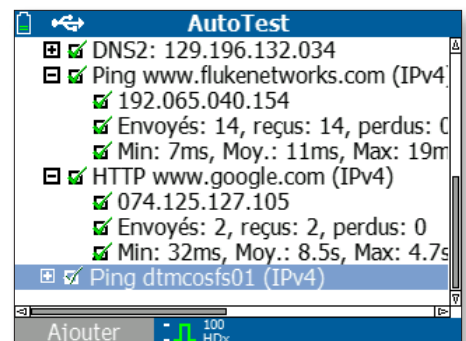 AutoTest
DNS2: 129.196.132.034
Ping www.flukenetworks.com (IPv4)
192.065.040.154
Envoyés: 14, reçus: 14, perdus: 0
Min: 7ms, Moy.: 11ms, Max: 19m
HTTP www.google.com (IPv4)
074.125.127.105
Envoyés: 2, reçus: 2, perdus: 0
Min: 32ms, Moy.: 8.5s, Max: 4.7s
Ping dtmcosfs01 (IPv4)
Ajouter
100
HDx